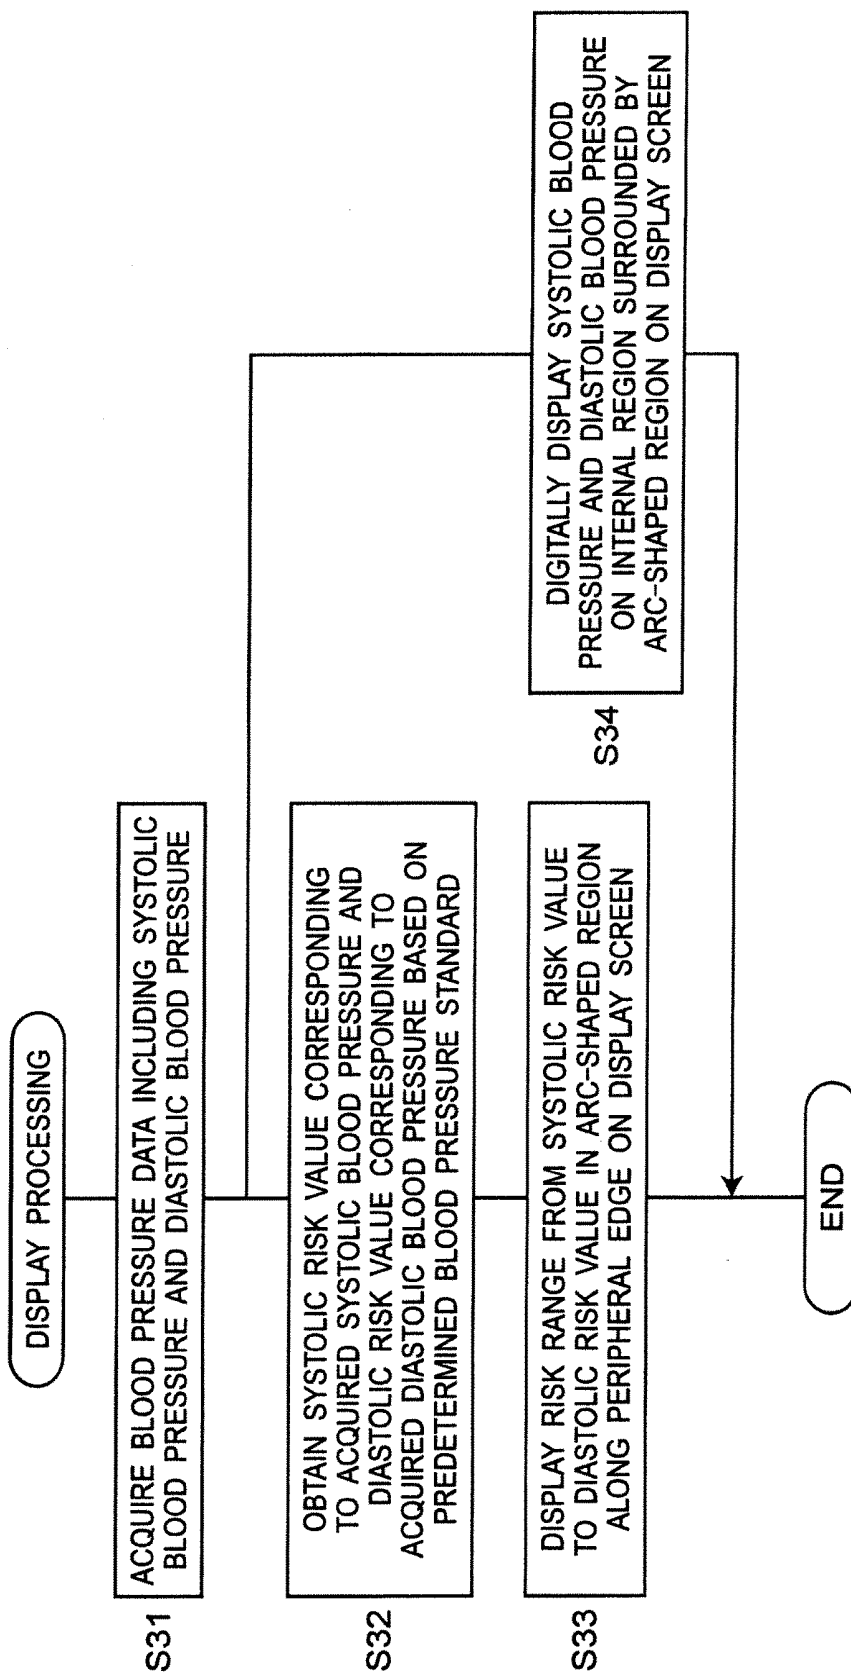 DISPLAY PROCESSING
S31
ACQUIRE BLOOD PRESSURE DATA INCLUDING SYSTOLIC
BLOOD PRESSURE AND DIASTOLIC BLOOD PRESSURE
S32
OBTAIN SYSTOLIC RISK VALUE CORRESPONDING
TO ACQUIRED SYSTOLIC BLOOD PRESSURE AND
DIASTOLIC RISK VALUE CORRESPONDING TO
ACQUIRED DIASTOLIC BLOOD PRESSURE BASED ON
PREDETERMINED BLOOD PRESSURE STANDARD
S33
DISPLAY RISK RANGE FROM SYSTOLIC RISK VALUE
TO DIASTOLIC RISK VALUE IN ARC-SHAPED REGION
ALONG PERIPHERAL EDGE ON DISPLAY SCREEN
S34
DIGITALLY DISPLAY SYSTOLIC BLOOD
PRESSURE AND DIASTOLIC BLOOD PRESSURE
ON INTERNAL REGION SURROUNDED BY
ARC-SHAPED REGION ON DISPLAY SCREEN
END